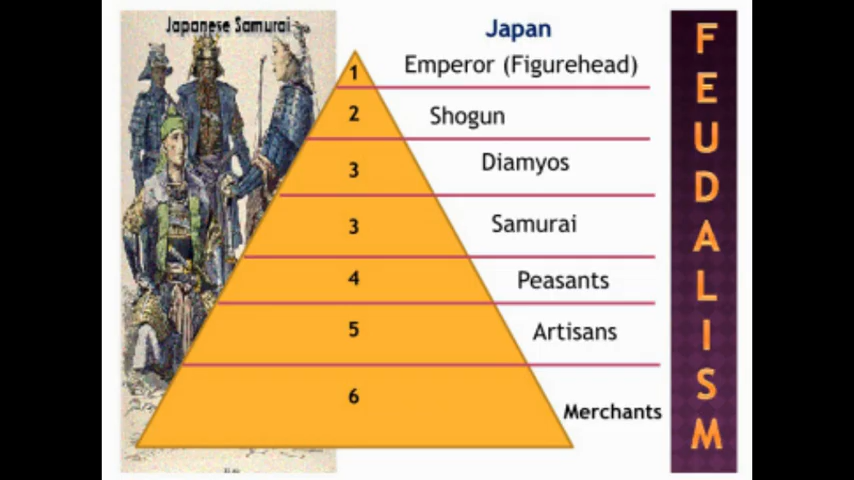 Japanese Samurai
Japan
1
Emperor (Figurehead)
2
Shogun
3
Diamyos
3
Samurai
4
Peasants
5
Artisans
6
Merchants
FEUDALISM